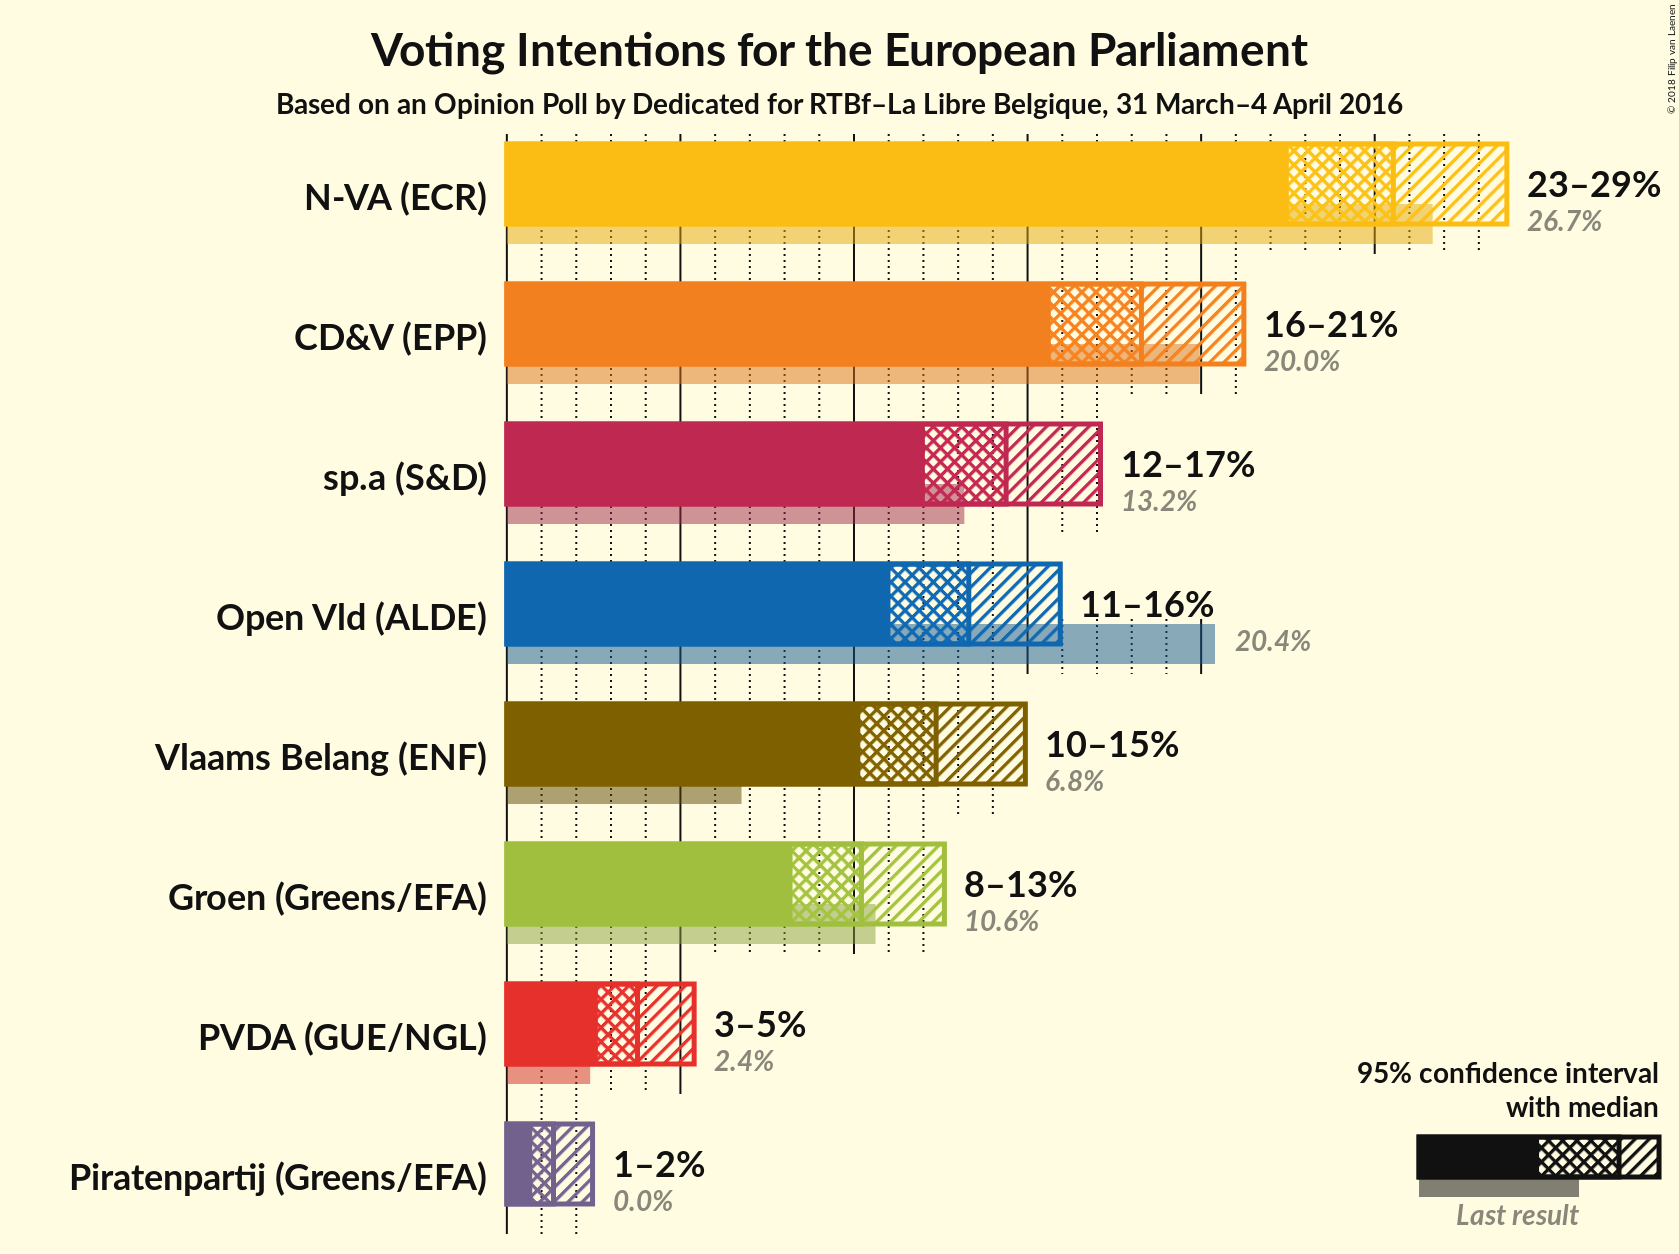 Voting Intentions for the European Parliament
Based on an Opinion Poll by Dedicated for RTBf–La Libre Belgique, 31 March–4 April 2016
© 2018 Filip van Laenen
N-VA (ECR)
23–29%
26.7%
CD&V (EPP)
16–21%
20.0%
sp.a (S&D)
12–17%
13.2%
Open Vld (ALDE)
11–16%
20.4%
Vlaams Belang (ENF)
10–15%
6.8%
Groen (Greens/EFA)
8–13%
10.6%
PVDA (GUE/NGL)
3–5%
2.4%
Piratenpartij (Greens/EFA)
1–2%
0.0%
95% confidence interval
with median
Last result